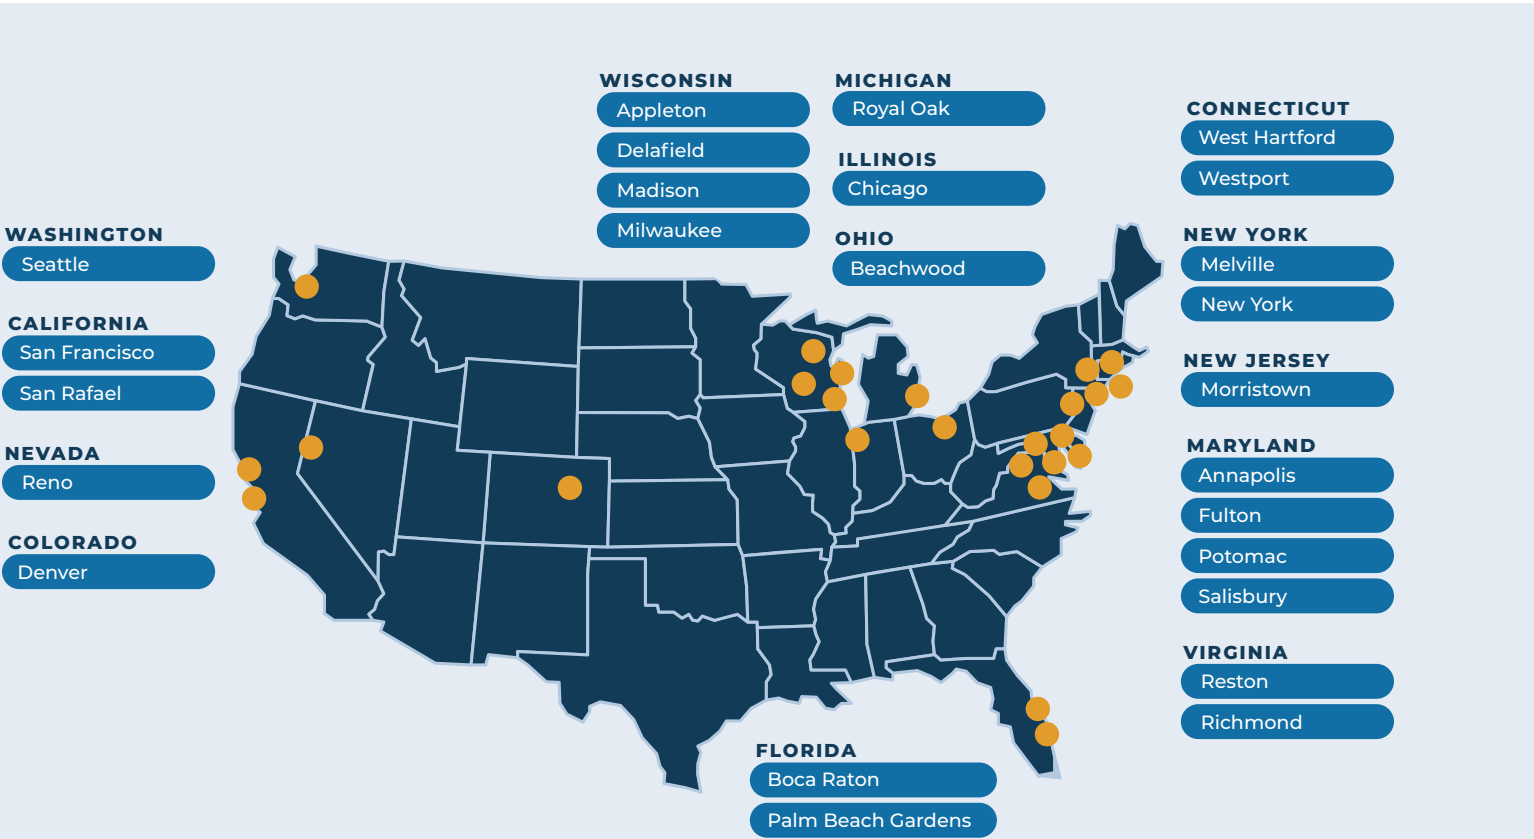 WASHINGTON
Seattle
CALIFORNIA
San Francisco
San Rafael
NEVADA
Reno
COLORADO
Denver
WISCONSIN
Appleton
Delafield
Madison
Milwaukee
MICHIGAN
Royal Oak
ILLINOIS
Chicago
OHIO
Beachwood
FLORIDA
Boca Raton
Palm Beach Gardens
CONNECTICUT
West Hartford
Westport
NEW YORK
Melville
New York
NEW JERSEY
Morristown
MARYLAND
Annapolis
Fulton
Potomac
Salisbury
VIRGINIA
Reston
Richmond